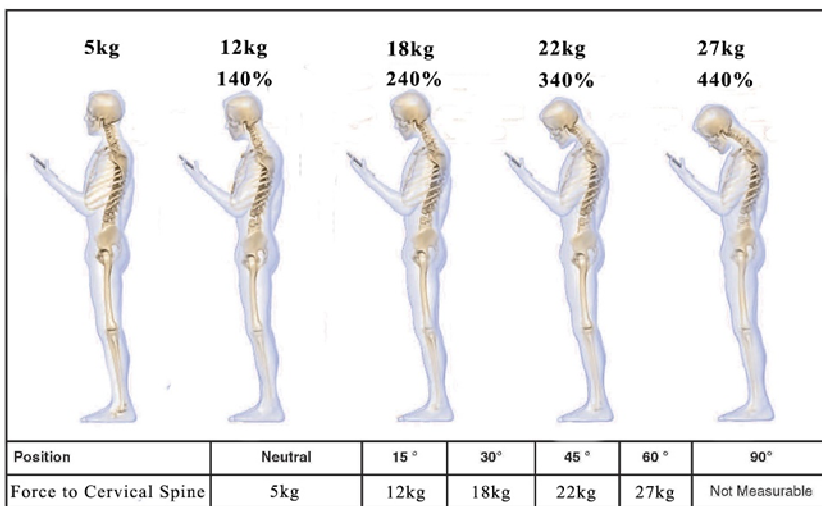 5kg 12kg 18kg 22kg 27kg
140% 240% 340% 440%
Position Neutral 15° 30° 45° 60° 90°
Force to Cervical Spine 5kg 12kg 18kg 22kg 27kg Not Measurable